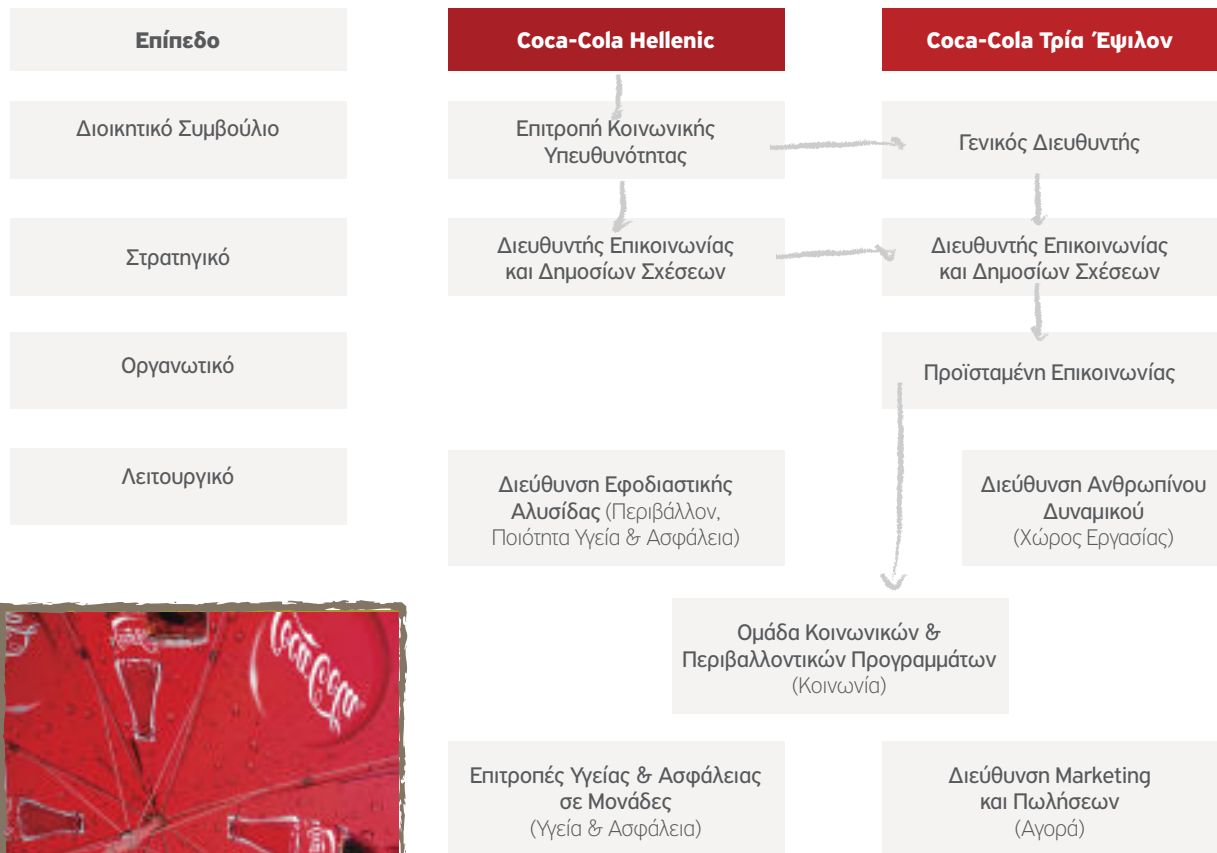 Επίπεδο
Coca-Cola Hellenic
Coca-Cola Τρία Έψιλον
Διοικητικό Συμβούλιο
Επιτροπή Κοινωνικής
Υπευθυνότητας
Γενικός Διευθυντής
Στρατηγικό
Διευθυντής Επικοινωνίας
και Δημοσίων Σχέσεων
Διευθυντής Επικοινωνίας
και Δημοσίων Σχέσεων
Οργανωτικό
Προϊσταμένη Επικοινωνίας
Λειτουργικό
Διεύθυνση Εφοδιαστικής
Αλυσίδας (Περιβάλλον,
Ποιότητα Υγεία & Ασφάλεια)
Διεύθυνση Ανθρωπίνου
Δυναμικού
(Χώρος Εργασίας)
Ομάδα Κοινωνικών &
Περιβαλλοντικών Προγραμμάτων
(Κοινωνία)
Coca-Cola
Επιτροπές Υγείας & Ασφάλειας
σε Μονάδες
(Υγεία & Ασφάλεια)
Διεύθυνση Marketing
και Πωλήσεων
(Αγορά)